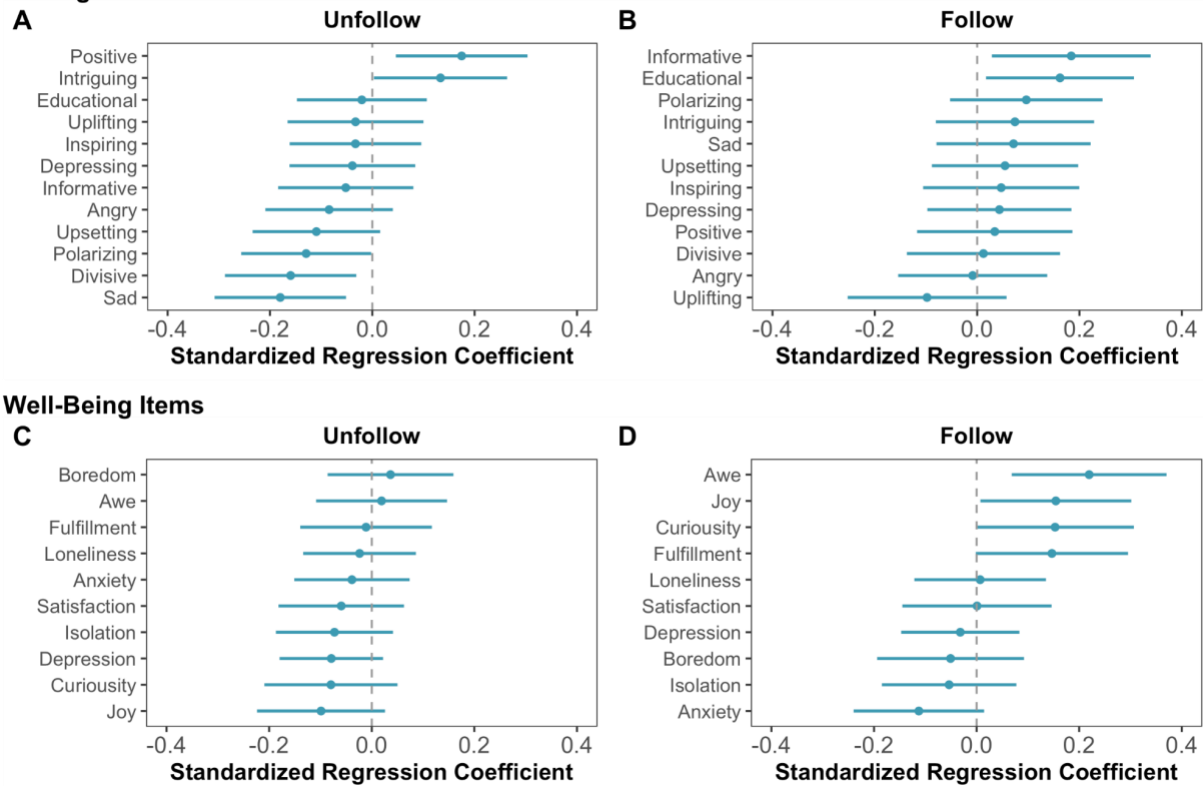 A
Unfollow
Positive
Intriguing
Educational
Uplifting
Inspiring
Depressing
Informative
Angry
Upsetting
Polarizing
Divisive
Sad
-0.4 -0.2 0.0 0.2 0.4
Standardized Regression Coefficient
B
Follow
Informative
Educational
Polarizing
Intriguing
Sad
Upsetting
Inspiring
Depressing
Positive
Divisive
Angry
Uplifting
-0.4 -0.2 0.0 0.2 0.4
Standardized Regression Coefficient
Well-Being Items
C
Unfollow
Boredom
Awe
Fulfillment
Loneliness
Anxiety
Satisfaction
Isolation
Depression
Curiousity
Joy
-0.4 -0.2 0.0 0.2 0.4
Standardized Regression Coefficient
D
Follow
Awe
Joy
Curiousity
Fulfillment
Loneliness
Satisfaction
Depression
Boredom
Isolation
Anxiety
-0.4 -0.2 0.0 0.2 0.4
Standardized Regression Coefficient